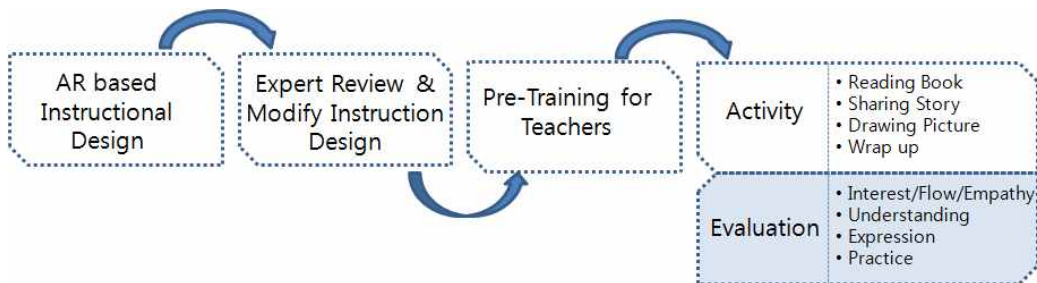 AR based
Instructional
Design
Expert Review &
Modify Instruction
Design
Pre-Training for
Teachers
Activity
• Reading Book
• Sharing Story
• Drawing Picture
• Wrap up
Evaluation
• Interest/Flow/Empathy
• Understanding
• Expression
• Practice